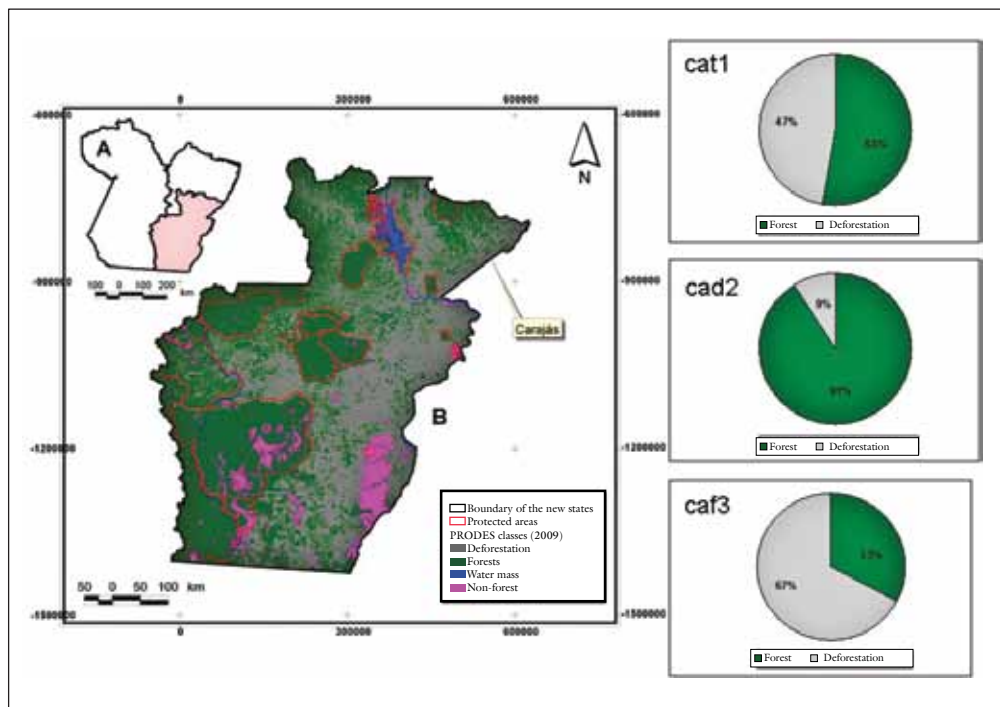 0 300000 600000
-600000 -600000
A
N
100 0 100 200
km
-900000 -900000
Carajás
B
-1200000 -1200000
Boundary of the new states
Protected areas
PRODES classes (2009)
Deforestation
Forests
Water mass
Non-forest
50 0 50 100 km
-1500000 -1500000
0 300000 600000
cat1
47%
53%
Forest Deforestation
cad2
9%
91%
Forest Deforestation
caf3
67%
Forest Deforestation